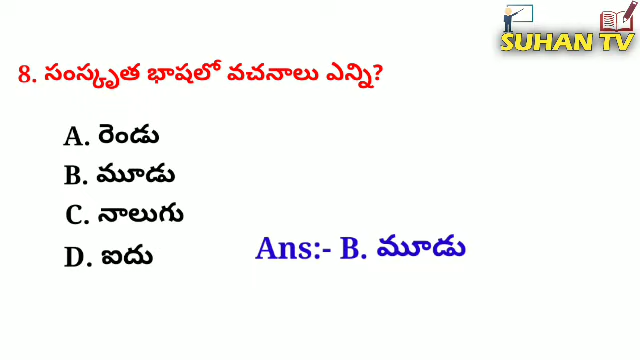 SUHAN TV
8. సంస్కృత భాషలో వచనాలు ఎన్ని?
A. రెండు
B. మూడు
C. నాలుగు
D. ఐదు
Ans:- B. మూడు